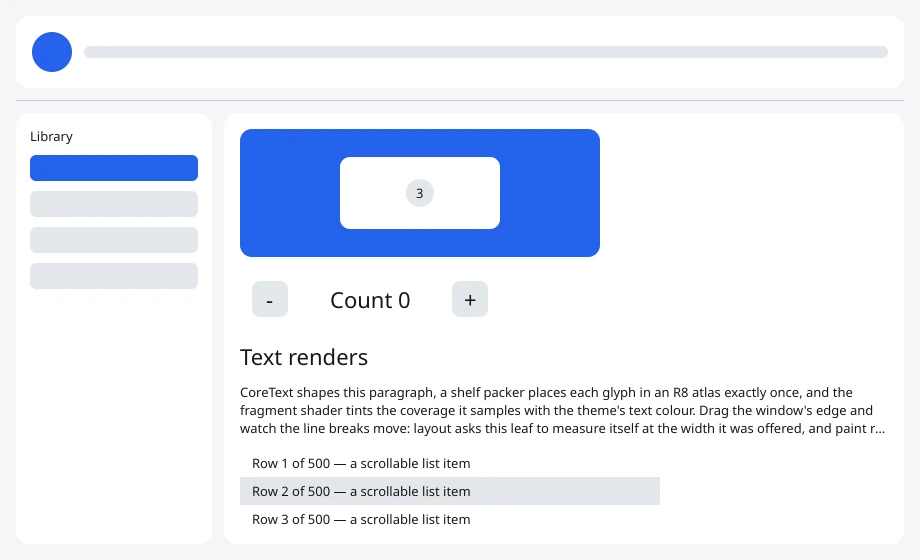 Library
3
-
Count 0
+
Text renders
CoreText shapes this paragraph, a shelf packer places each glyph in an R8 atlas exactly once, and the
fragment shader tints the coverage it samples with the theme's text colour. Drag the window's edge and
watch the line breaks move: layout asks this leaf to measure itself at the width it was offered, and paint r…
Row 1 of 500 — a scrollable list item
Row 2 of 500 — a scrollable list item
Row 3 of 500 — a scrollable list item